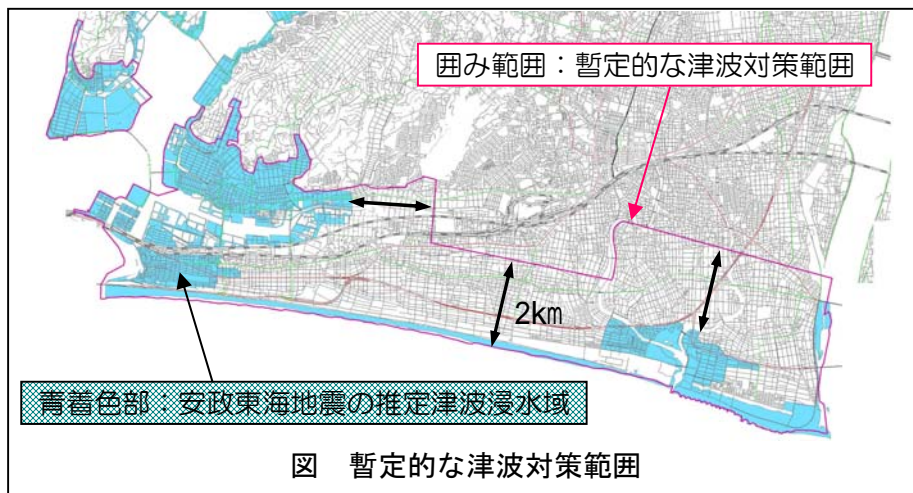 囲み範囲：暫定的な津波対策範囲
2㎞
青着色部：安政東海地震の推定津波浸水域
図　暫定的な津波対策範囲